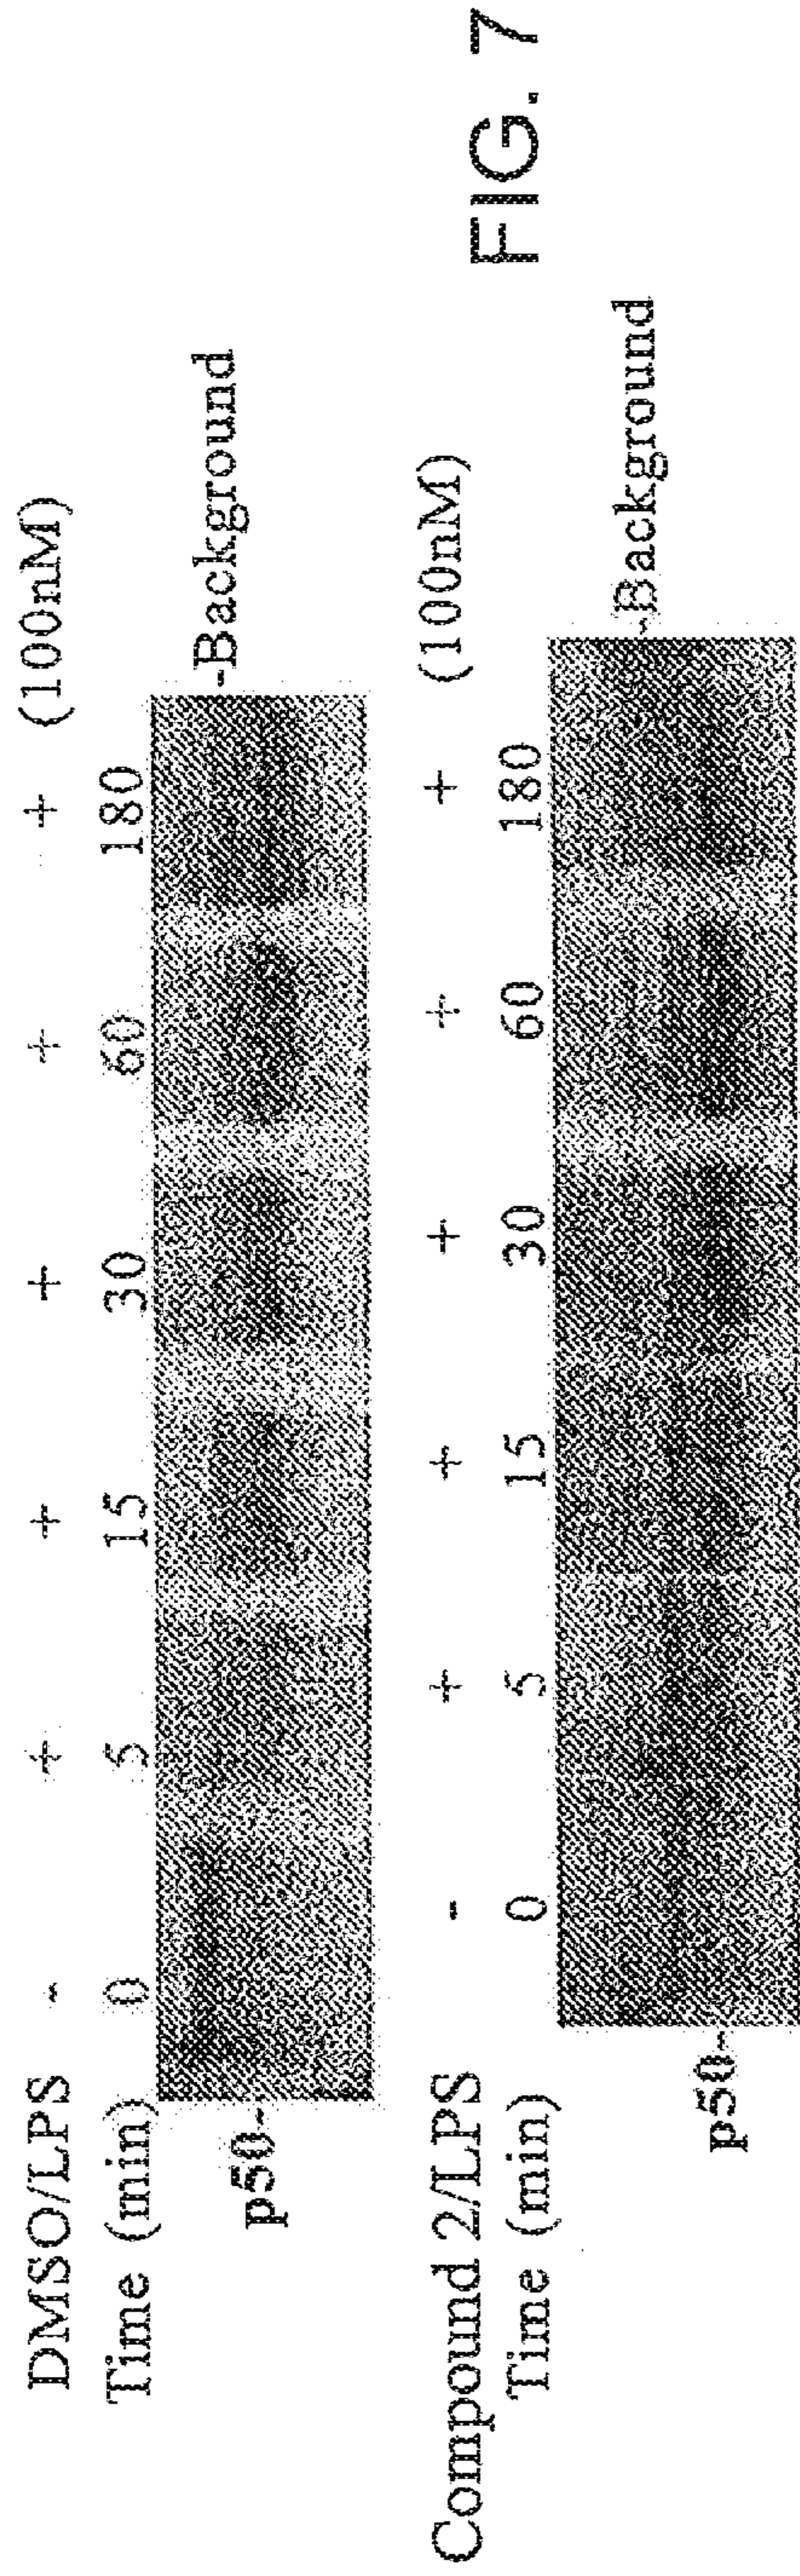 DMSO/LPS - + + + + + (100nM)
Time (min) 0 5 15 30 60 180
-Background
p50-
Compound 2/LPS - + + + + + (100nM)
Time (min) 0 5 15 30 60 180
-Background
p50-
FIG. 7